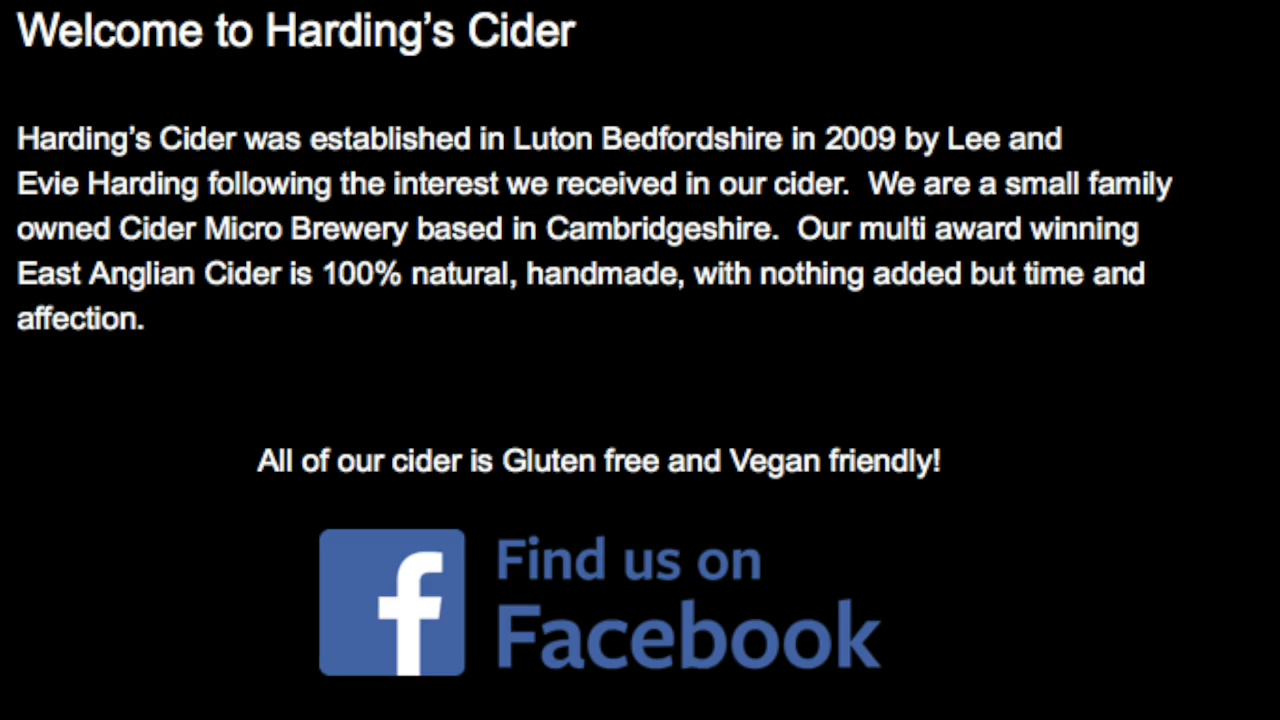 Welcome to Harding’s Cider
Harding’s Cider was established in Luton Bedfordshire in 2009 by Lee and
Evie Harding following the interest we received in our cider.  We are a small family
owned Cider Micro Brewery based in Cambridgeshire.  Our multi award winning
East Anglian Cider is 100% natural, handmade, with nothing added but time and
affection.
All of our cider is Gluten free and Vegan friendly!
f
Find us on
Facebook